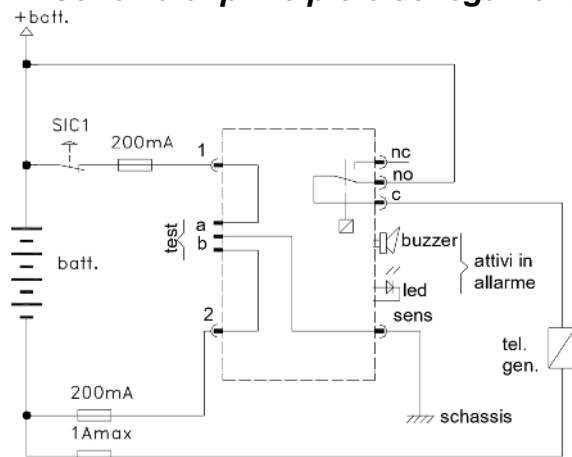 +batt.
SIC1
200mA
1
nc
no
c
test
a
b
buzzer
attivi in
allarme
batt.
led
2
sens
tel.
gen.
200mA
schassis
1Amax